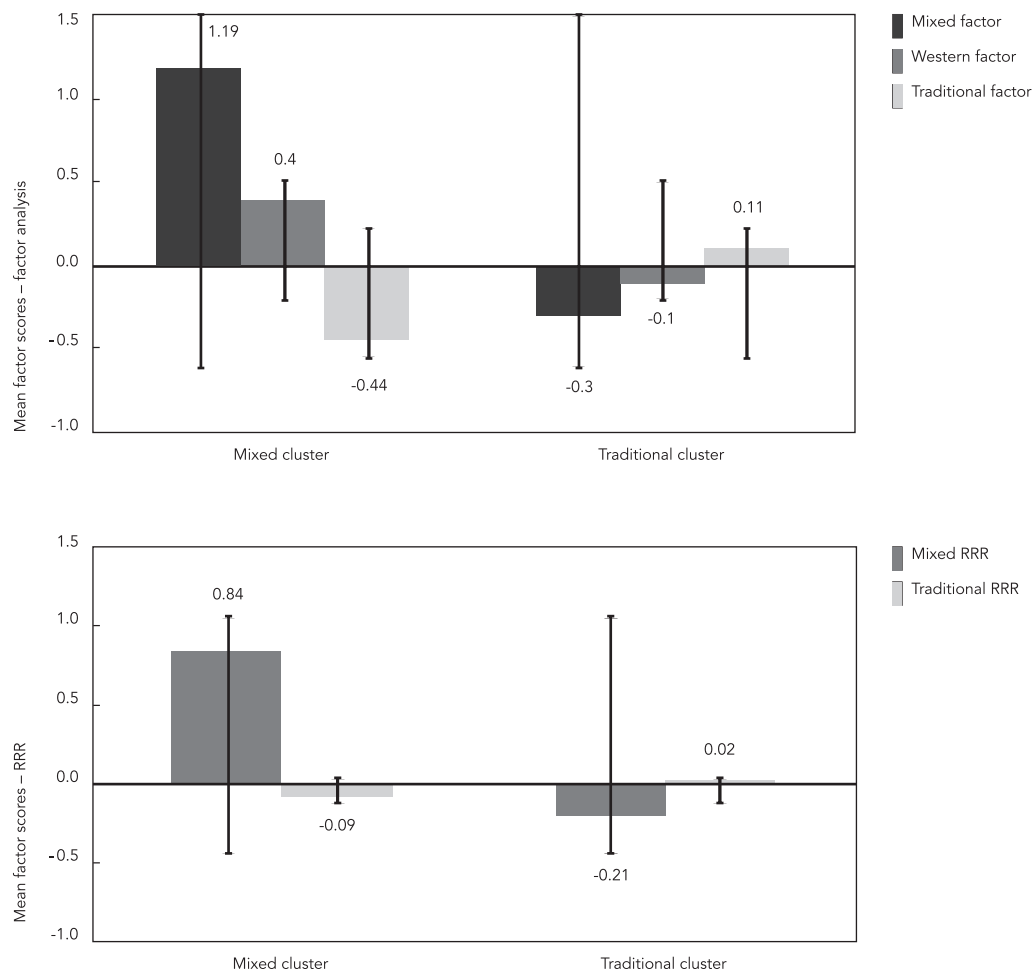 Mean factor scores – factor analysis
1.5
1.0
0.5
0.0
-0.5
-1.0
1.19
0.4
-0.44
-0.3
-0.1
0.11
Mixed cluster
Traditional cluster
Mixed factor
Western factor
Traditional factor
Mean factor scores – RRR
1.5
1.0
0.5
0.0
-0.5
-1.0
0.84
-0.09
-0.21
0.02
Mixed cluster
Traditional cluster
Mixed RRR
Traditional RRR